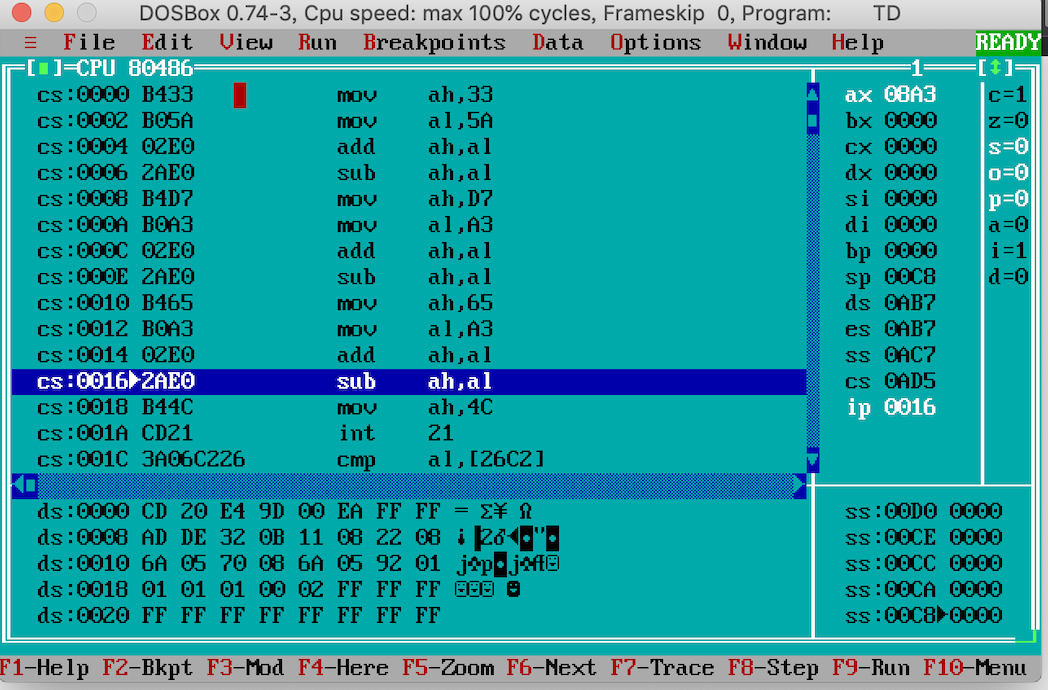 DOSBox 0.74-3, Cpu speed: max 100% cycles, Frameskip 0, Program: TD
≡ File Edit View Run Breakpoints Data Options Window Help READY
[■]=CPU 80486 1 [↕]
cs:0000 B433 mov ah,33 ax 08A3 c=1
cs:0002 B05A mov al,5A bx 0000 z=0
cs:0004 02E0 add ah,al cx 0000 s=0
cs:0006 2AE0 sub ah,al dx 0000 o=0
cs:0008 B4D7 mov ah,D7 si 0000 p=0
cs:000A B0A3 mov al,A3 di 0000 a=0
cs:000C 02E0 add ah,al bp 0000 i=1
cs:000E 2AE0 sub ah,al sp 00C8 d=0
cs:0010 B465 mov ah,65 ds 0AB7
cs:0012 B0A3 mov al,A3 es 0AB7
cs:0014 02E0 add ah,al ss 0AC7
cs:0016►2AE0 sub ah,al cs 0AD5
cs:0018 B44C mov ah,4C ip 0016
cs:001A CD21 int 21
cs:001C 3A06C226 cmp al,[26C2]
ds:0000 CD 20 E4 9D 00 EA FF FF = Σ¥ Ω ss:00D0 0000
ds:0008 AD DE 32 0B 11 08 22 08 ¡▐2♂◄◘"◘ ss:00CE 0000
ds:0010 6A 05 70 08 6A 05 92 01 j♣p◘j♣Æ☺ ss:00CC 0000
ds:0018 01 01 01 00 02 FF FF FF ☺☺☺ ☻ ss:00CA 0000
ds:0020 FF FF FF FF FF FF FF FF ss:00C8►0000
F1-Help F2-Bkpt F3-Mod F4-Here F5-Zoom F6-Next F7-Trace F8-Step F9-Run F10-Menu